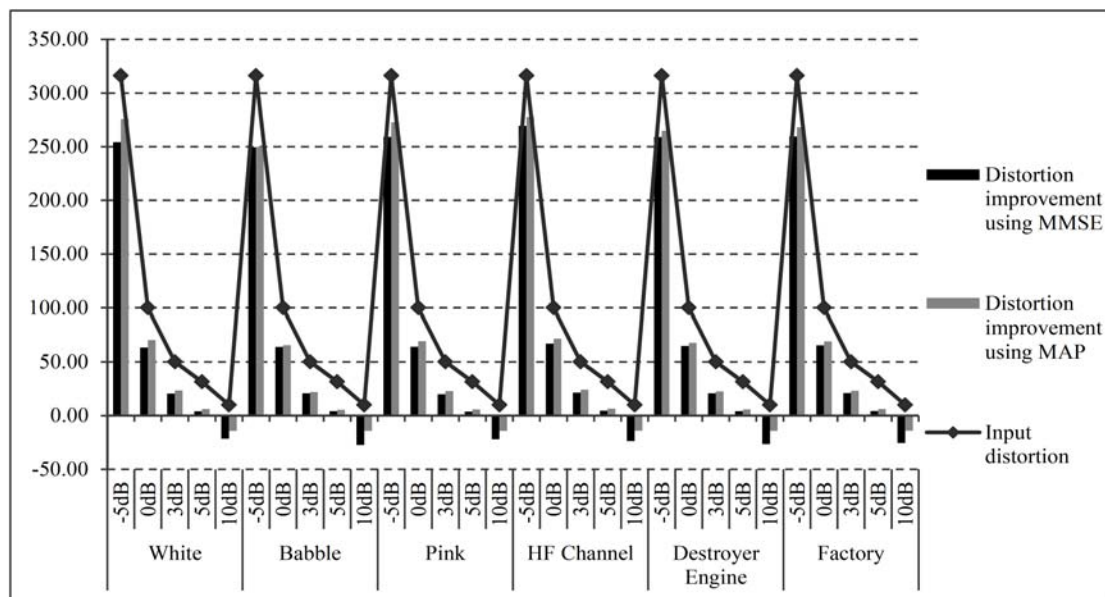 350.00
300.00
250.00
200.00
150.00
100.00
50.00
0.00
-50.00
-5dB 0dB 3dB 5dB 10dB -5dB 0dB 3dB 5dB 10dB -5dB 0dB 3dB 5dB 10dB -5dB 0dB 3dB 5dB 10dB -5dB 0dB 3dB 5dB 10dB -5dB 0dB 3dB 5dB 10dB
White Babble Pink HF Channel Destroyer Factory
Engine
Distortion
improvement
using MMSE
Distortion
improvement
using MAP
Input
distortion